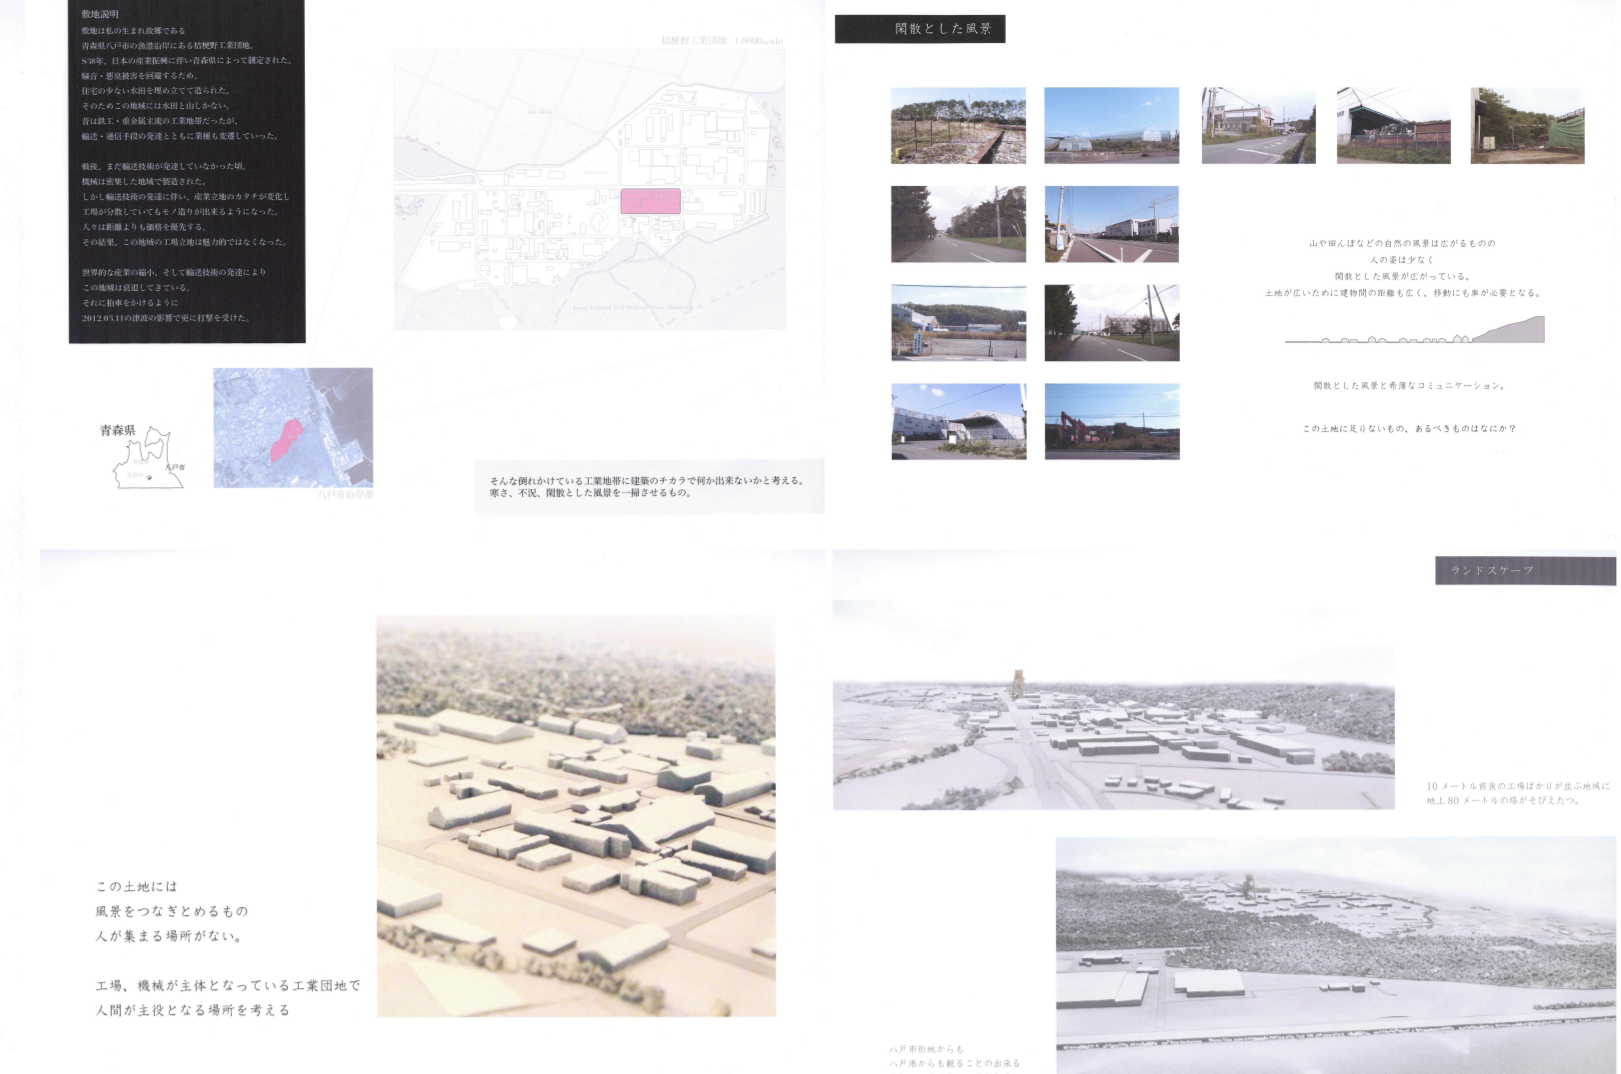 敷地説明
敷地は私の生まれ故郷である
青森県八戸市の漁港沿岸にある桔梗野工業団地。
S38年、日本の産業振興に伴い青森県によって制定された。
騒音・悪臭被害を回避するため、
住宅の少ない水田を埋め立てて造られた。
そのためこの地域には水田と山しかない。
昔は鉄工・重金属主流の工業地帯だったが、
輸送・通信手段の発達とともに業種も変遷していった。
戦後、まだ輸送技術が発達していなかった頃、
機械は密集した地域で製造された。
しかし輸送技術の発達に伴い、産業立地のカタチが変化し
工場が分散していてもモノ造りが出来るようになった。
人々は距離よりも価格を優先する。
その結果、この地域の工場立地は魅力的ではなくなった。
世界的な産業の縮小、そして輸送技術の発達により
この地域は衰退してきている。
それに拍車をかけるように
2012.03.11の津波の影響で更に打撃を受けた。
桔梗野工業団地 1:8000scale
青森県
八戸市
八戸市沿岸部
そんな倒れかけている工業地帯に建築のチカラで何か出来ないかと考える。
寒さ、不況、閑散とした風景を一掃させるもの。
閑散とした風景
山や田んぼなどの自然の風景は広がるものの
人の姿は少なく
閑散とした風景が広がっている。
土地が広いために建物間の距離も広く、移動にも車が必要となる。
閑散とした風景と希薄なコミュニケーション。
この土地に足りないもの、あるべきものはなにか？
この土地には
風景をつなぎとめるもの
人が集まる場所がない。
工場、機械が主体となっている工業団地で
人間が主役となる場所を考える
ランドスケープ
10メートル前後の工場ばかりが並ぶ地域に
地上80メートルの塔がそびえたつ。
八戸市街地からも
八戸港からも観ることの出来る